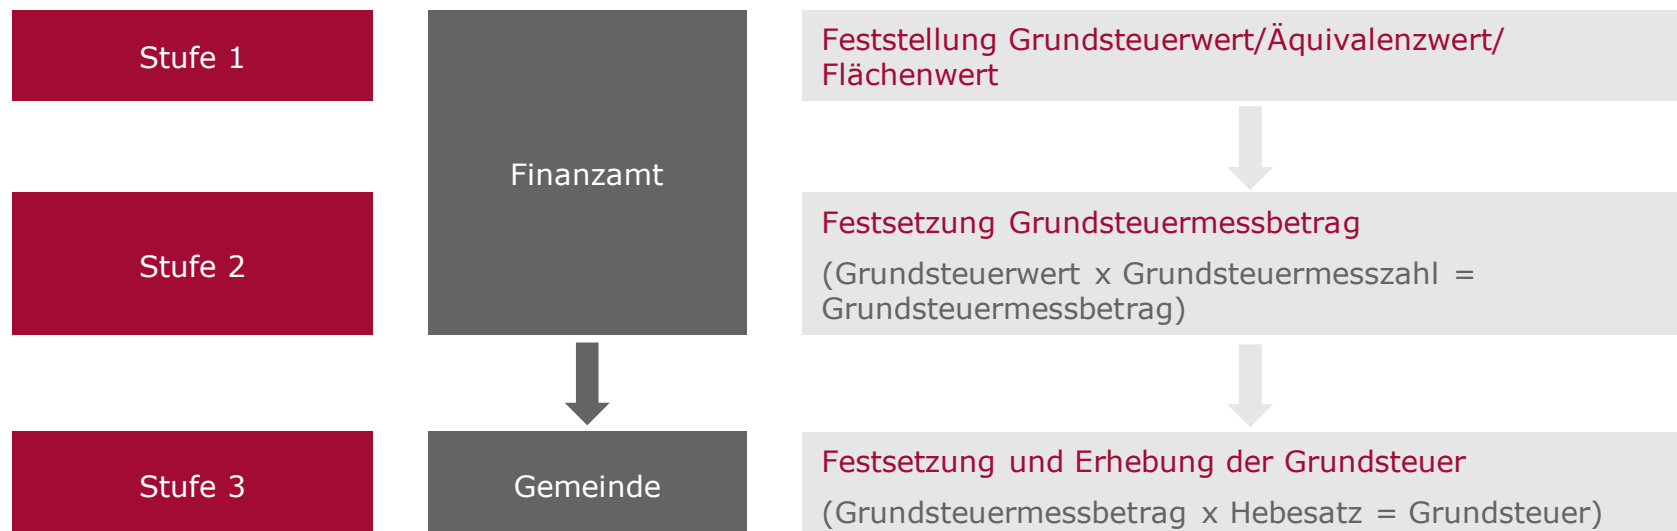 Stufe 1
Feststellung Grundsteuerwert/Äquivalenzwert/
Flächenwert
Finanzamt
Stufe 2
Festsetzung Grundsteuermessbetrag
(Grundsteuerwert x Grundsteuermesszahl =
Grundsteuermessbetrag)
Stufe 3
Gemeinde
Festsetzung und Erhebung der Grundsteuer
(Grundsteuermessbetrag x Hebesatz = Grundsteuer)